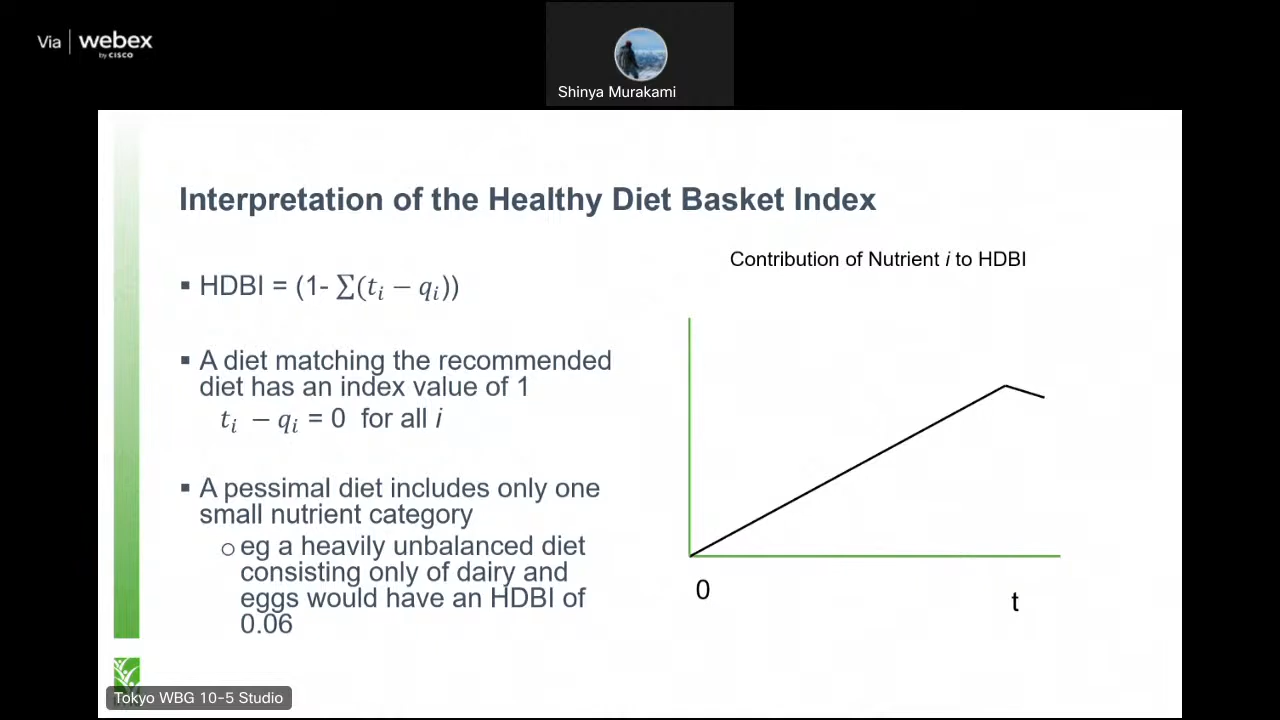 Via | webex
by CISCO
Shinya Murakami
Interpretation of the Healthy Diet Basket Index
▪ HDBI = (1- ∑(tᵢ − qᵢ))
▪ A diet matching the recommended
diet has an index value of 1
tᵢ − qᵢ = 0 for all i
▪ A pessimal diet includes only one
small nutrient category
o eg a heavily unbalanced diet
consisting only of dairy and
eggs would have an HDBI of
0.06
Contribution of Nutrient i to HDBI
0
t
Tokyo WBG 10-5 Studio